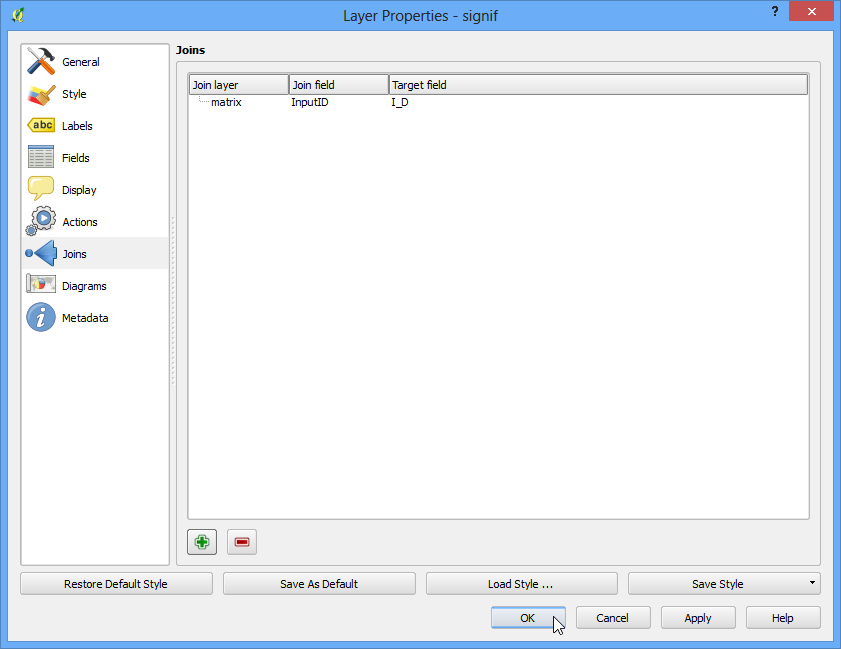 Layer Properties - signif
?
General
Style
abc Labels
Fields
Display
Actions
Joins
Diagrams
i Metadata
Joins
Join layer Join field Target field
matrix InputID I_D
Restore Default Style Save As Default Load Style ... Save Style
OK Cancel Apply Help